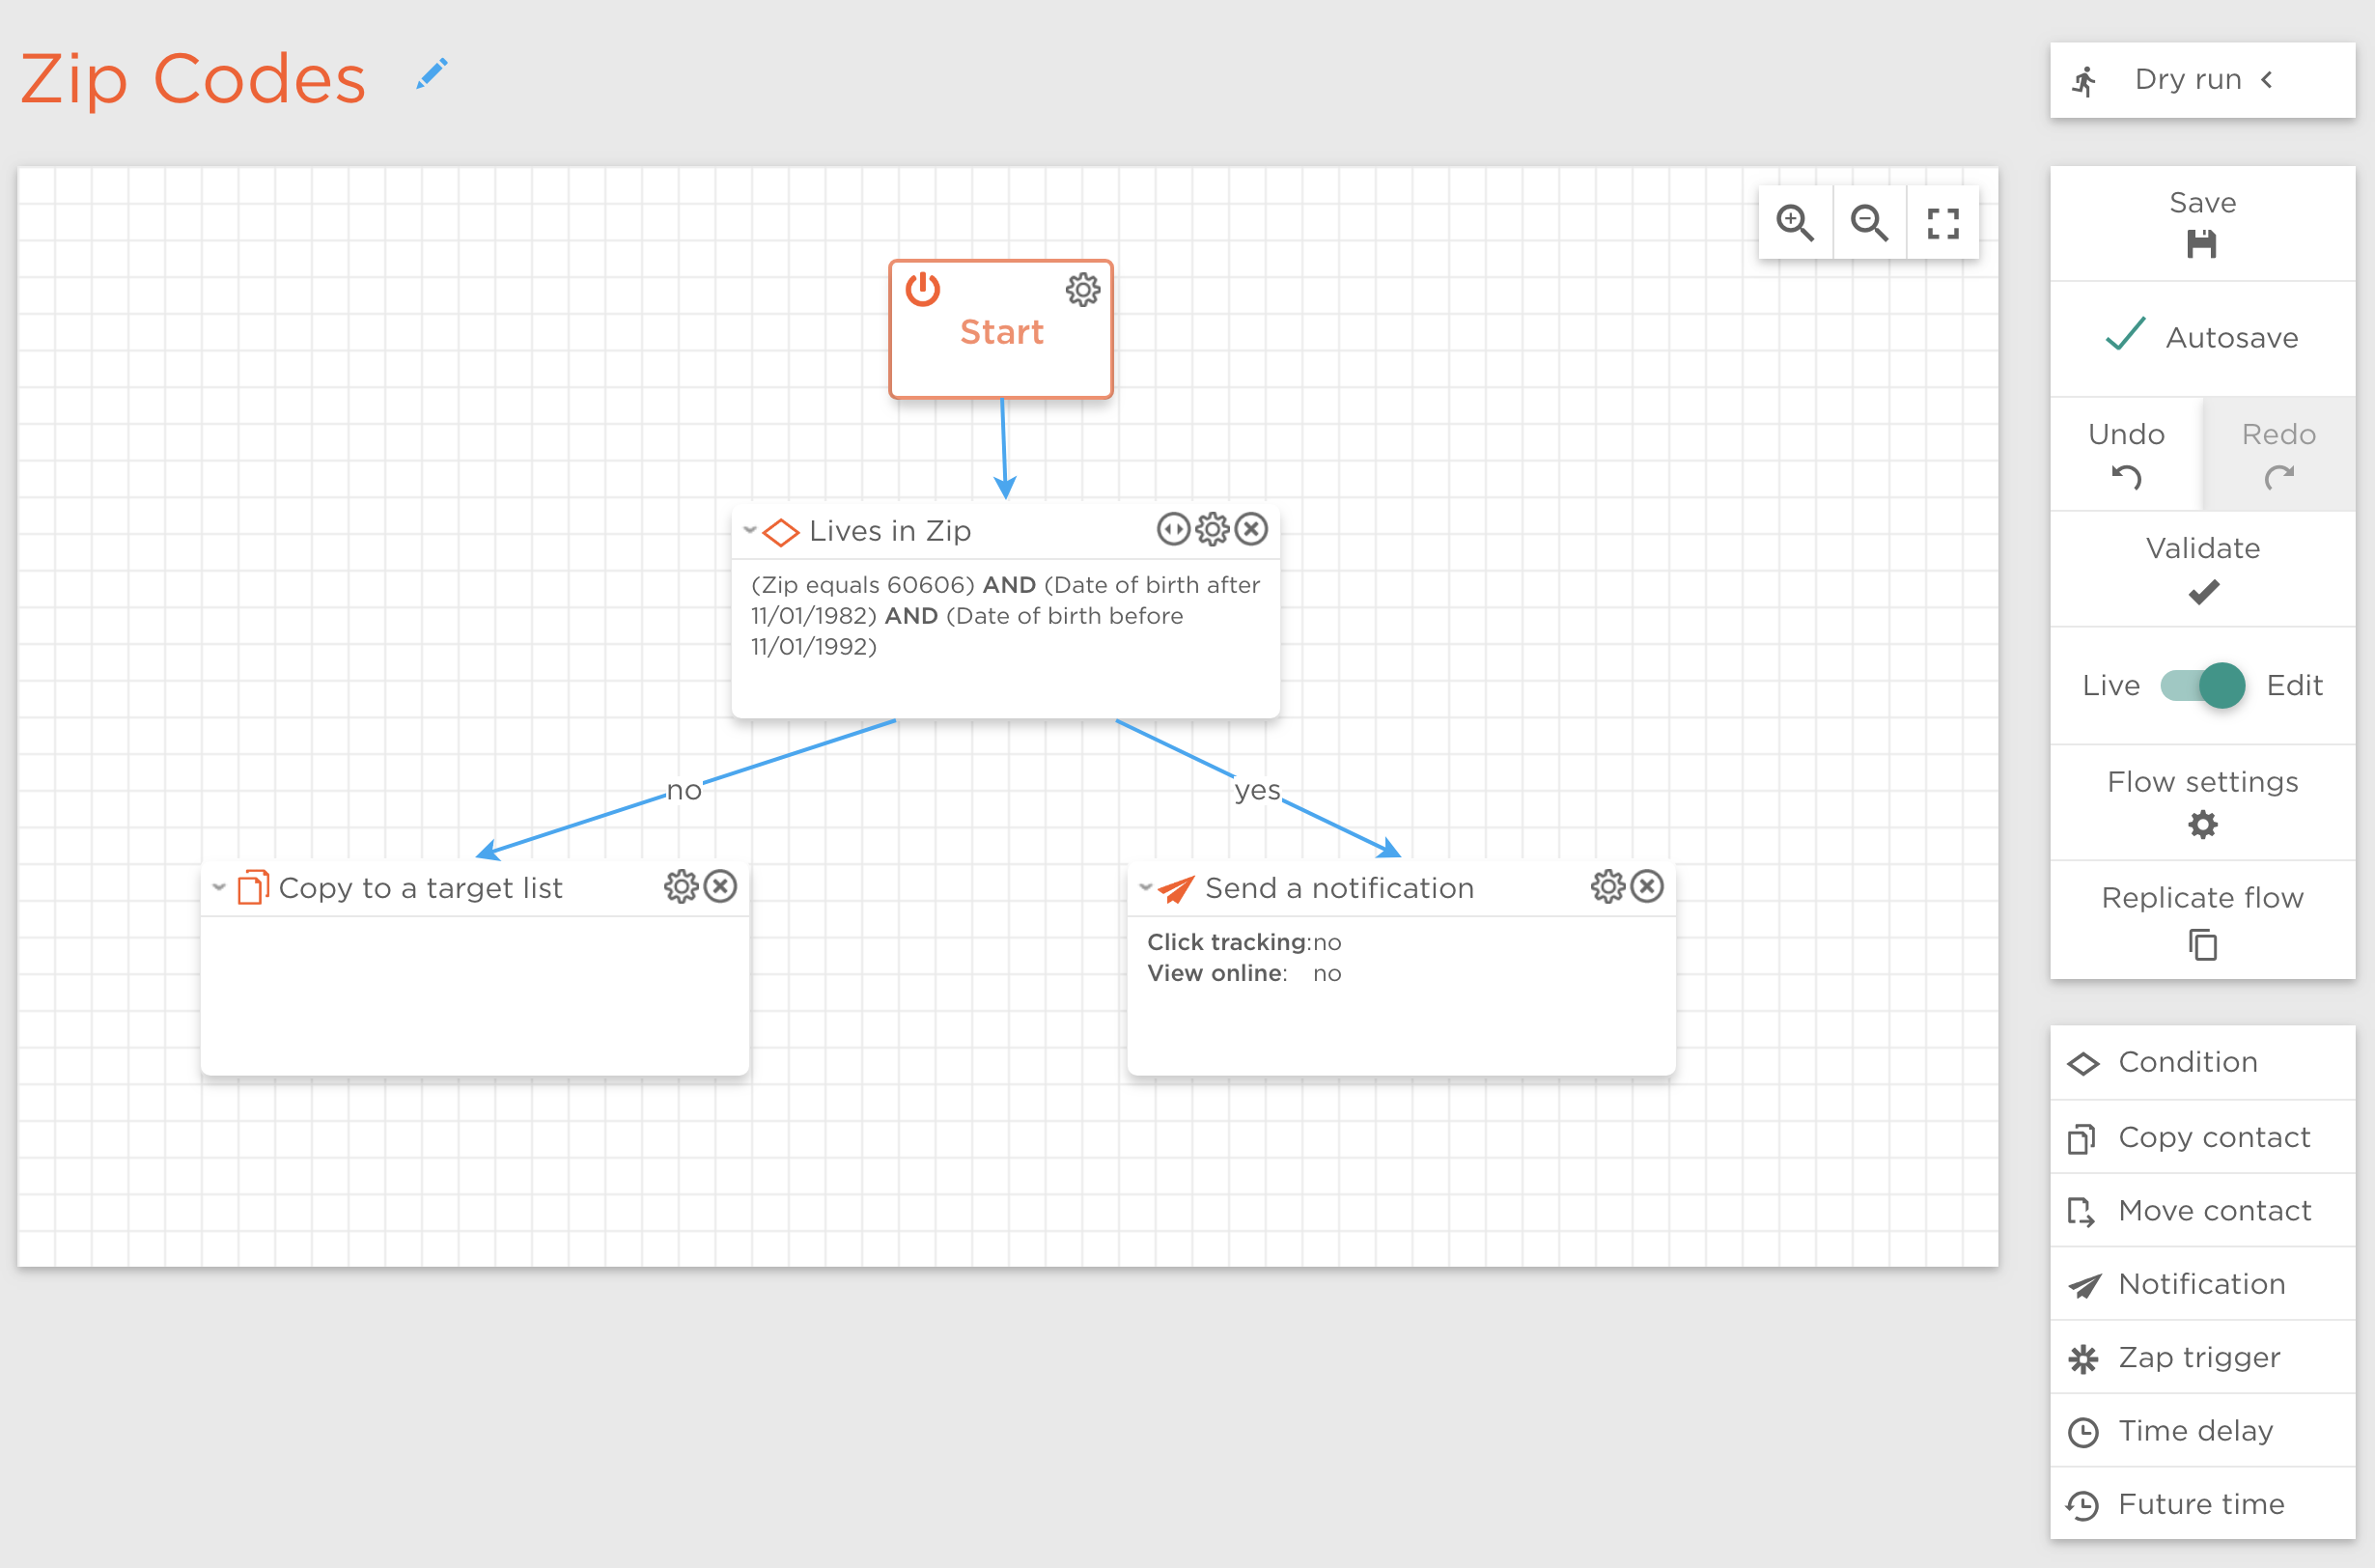 Zip Codes
Dry run
Start
Lives in Zip
(Zip equals 60606) AND (Date of birth after
11/01/1982) AND (Date of birth before
11/01/1992)
no
yes
Copy to a target list
Send a notification
Click tracking:no
View online: no
Save
Autosave
Undo
Redo
Validate
Live
Edit
Flow settings
Replicate flow
Condition
Copy contact
Move contact
Notification
Zap trigger
Time delay
Future time